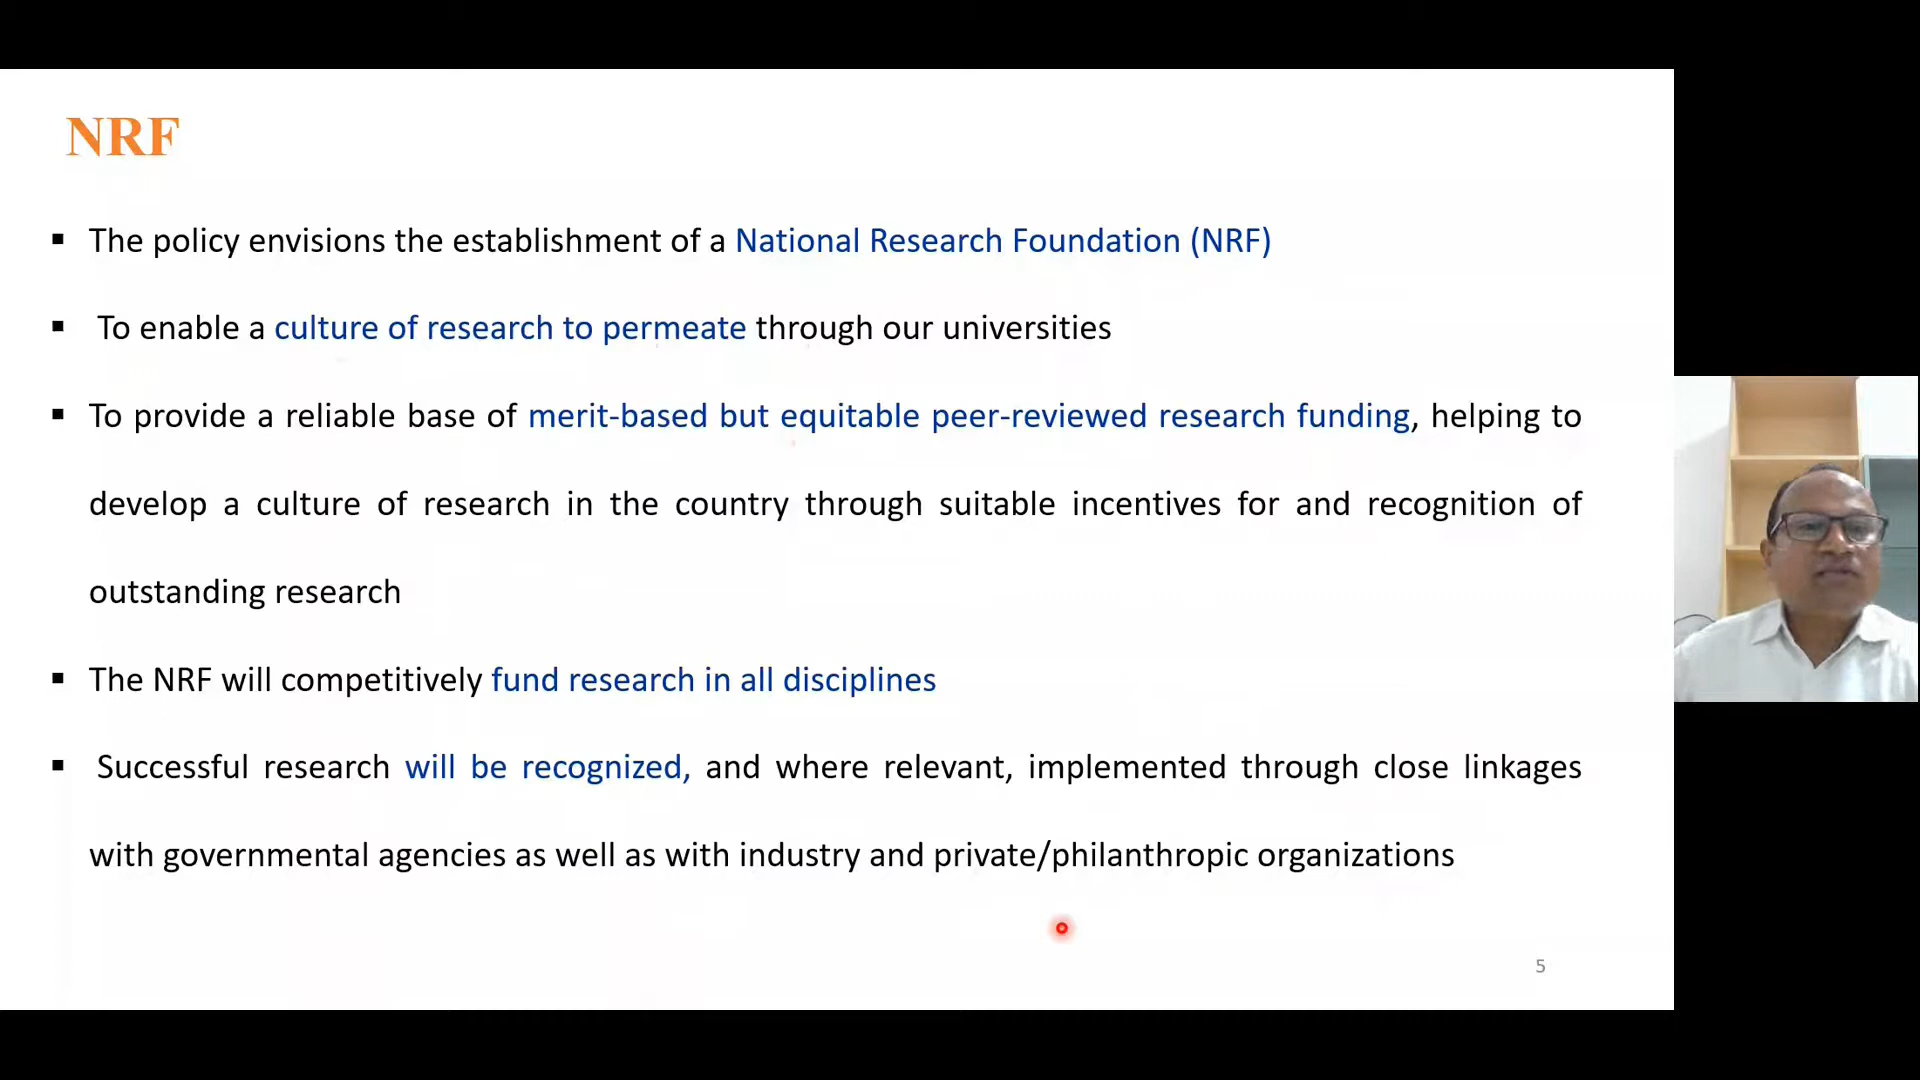 NRF
▪ The policy envisions the establishment of a National Research Foundation (NRF)
▪ To enable a culture of research to permeate through our universities
▪ To provide a reliable base of merit-based but equitable peer-reviewed research funding, helping to
develop a culture of research in the country through suitable incentives for and recognition of
outstanding research
▪ The NRF will competitively fund research in all disciplines
▪ Successful research will be recognized, and where relevant, implemented through close linkages
with governmental agencies as well as with industry and private/philanthropic organizations
5